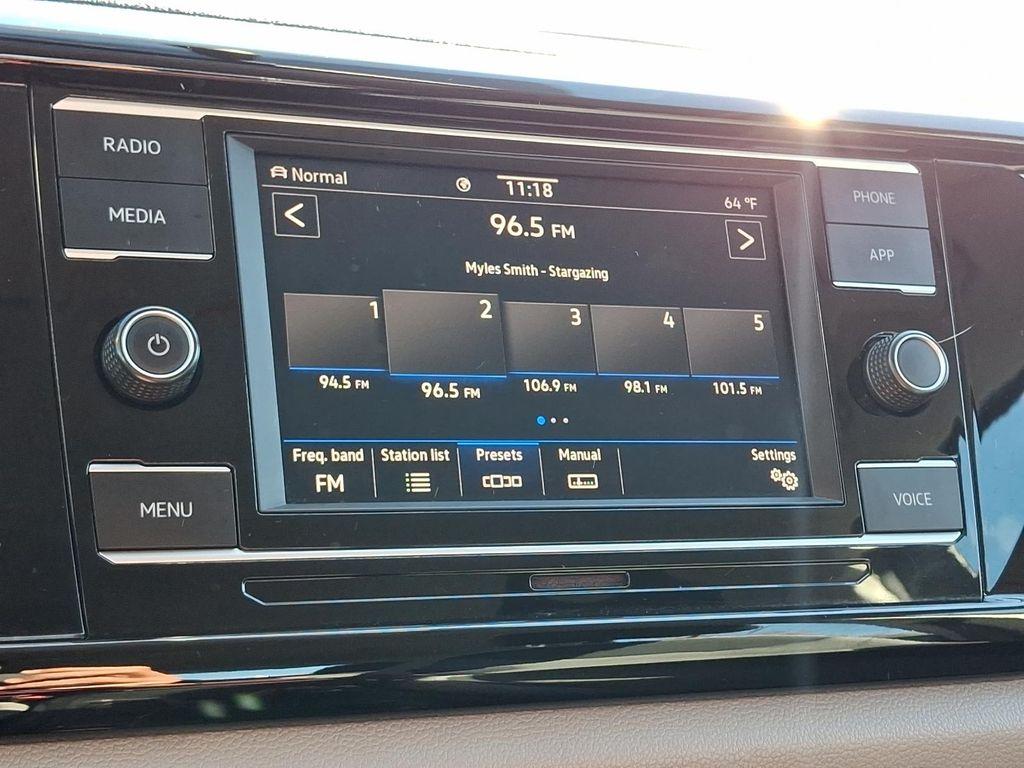 RADIO
MEDIA
MENU
Normal
11:18
64 °F
<
96.5 FM
>
Myles Smith - Stargazing
1 2 3 4 5
94.5 FM 96.5 FM 106.9 FM 98.1 FM 101.5 FM
Freq. band Station list Presets Manual Settings
FM
PHONE
APP
VOICE